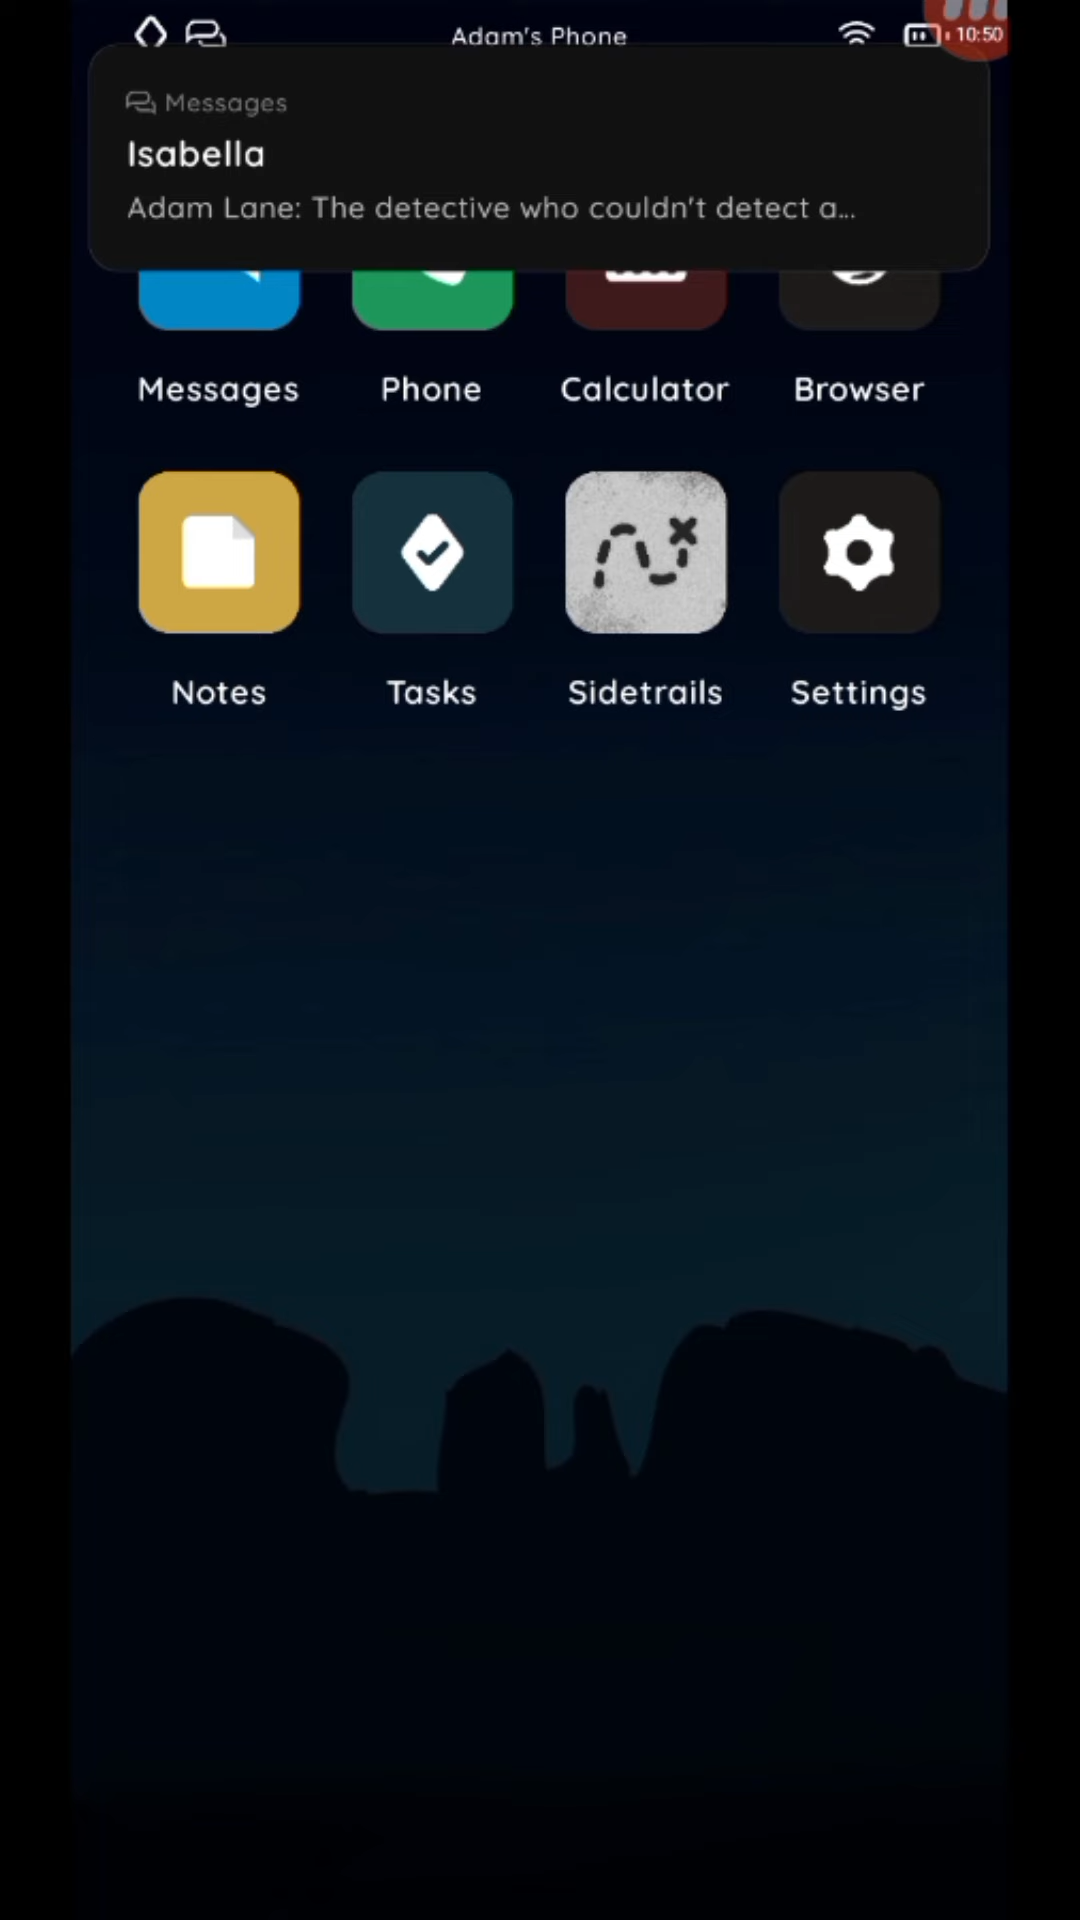 Adam's Phone
10:50
Messages
Isabella
Adam Lane: The detective who couldn't detect a...
Messages Phone Calculator Browser
Notes Tasks Sidetrails Settings